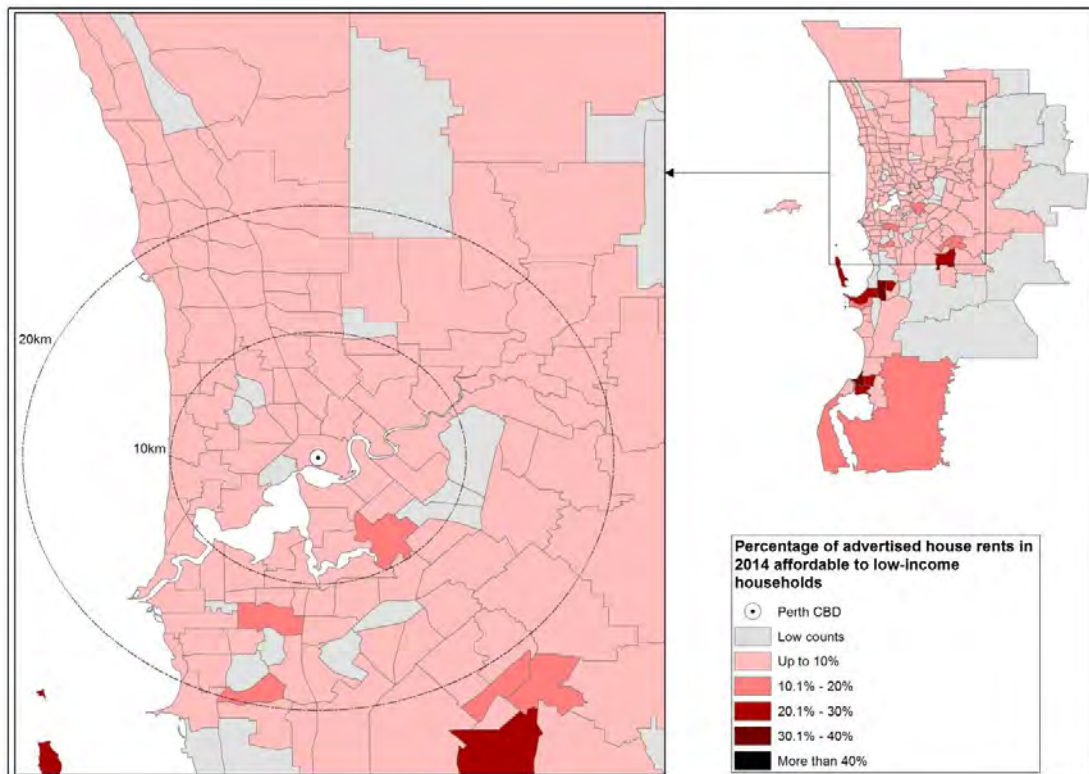 20km
10km
Percentage of advertised house rents in
2014 affordable to low-income
households
Perth CBD
Low counts
Up to 10%
10.1% - 20%
20.1% - 30%
30.1% - 40%
More than 40%